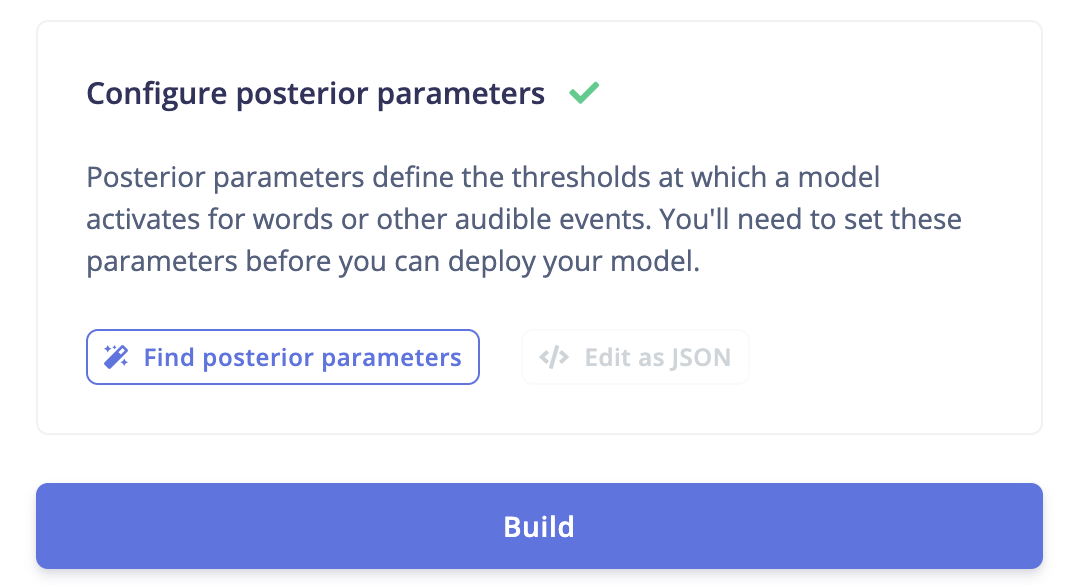 Configure posterior parameters
Posterior parameters define the thresholds at which a model
activates for words or other audible events. You'll need to set these
parameters before you can deploy your model.
Find posterior parameters
</> Edit as JSON
Build